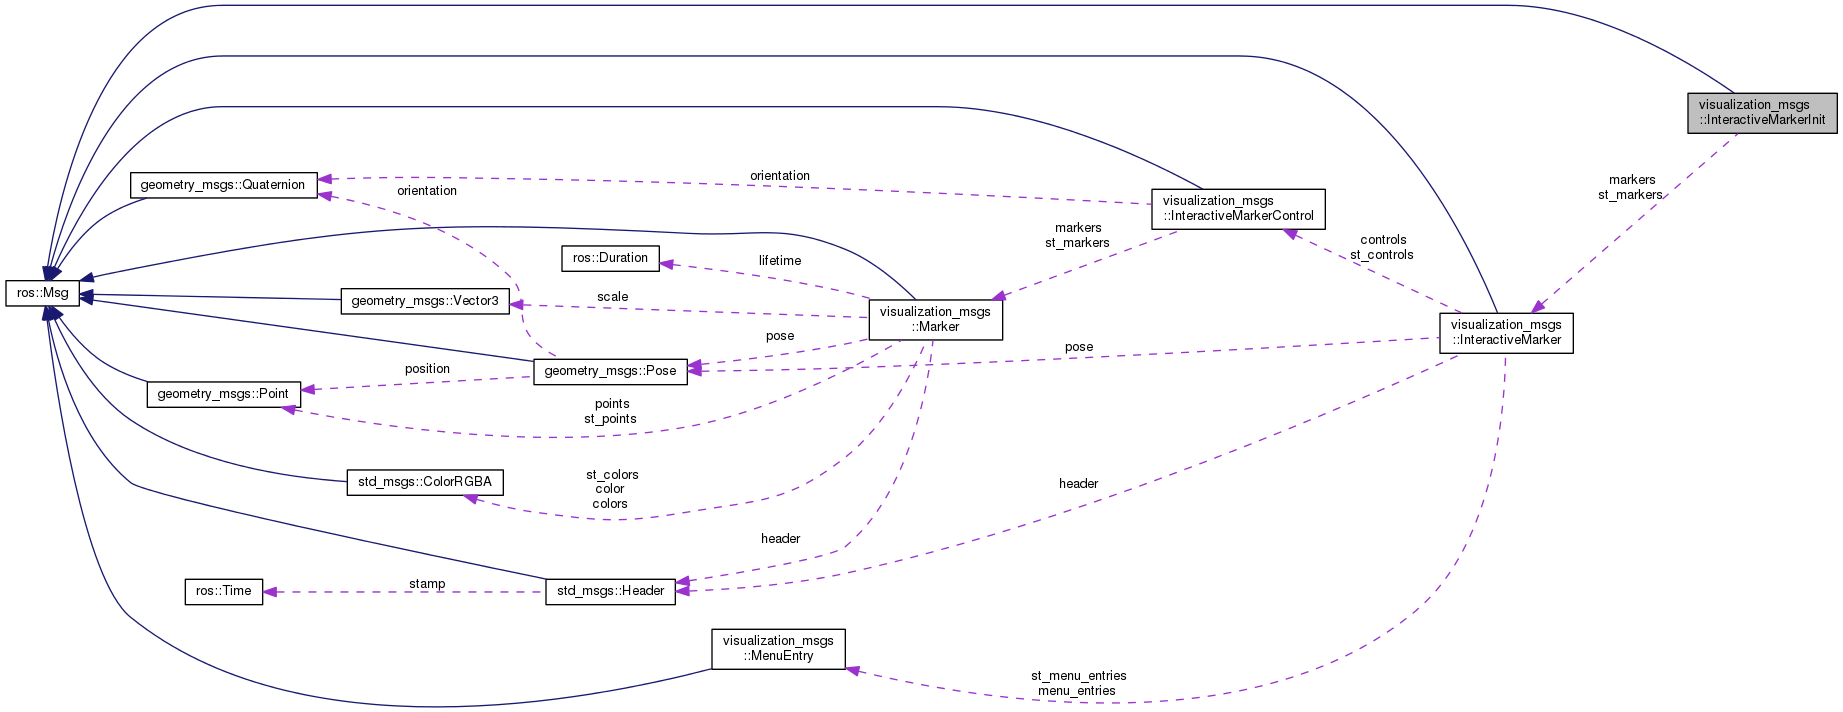 visualization_msgs
::InteractiveMarkerInit
markers
st_markers
geometry_msgs::Quaternion
orientation
orientation
visualization_msgs
::InteractiveMarkerControl
markers
st_markers
controls
st_controls
ros::Duration
lifetime
ros::Msg
geometry_msgs::Vector3
scale
visualization_msgs
::Marker
visualization_msgs
::InteractiveMarker
pose
pose
geometry_msgs::Pose
position
geometry_msgs::Point
points
st_points
std_msgs::ColorRGBA
st_colors
color
colors
header
header
ros::Time
stamp
std_msgs::Header
visualization_msgs
::MenuEntry
st_menu_entries
menu_entries